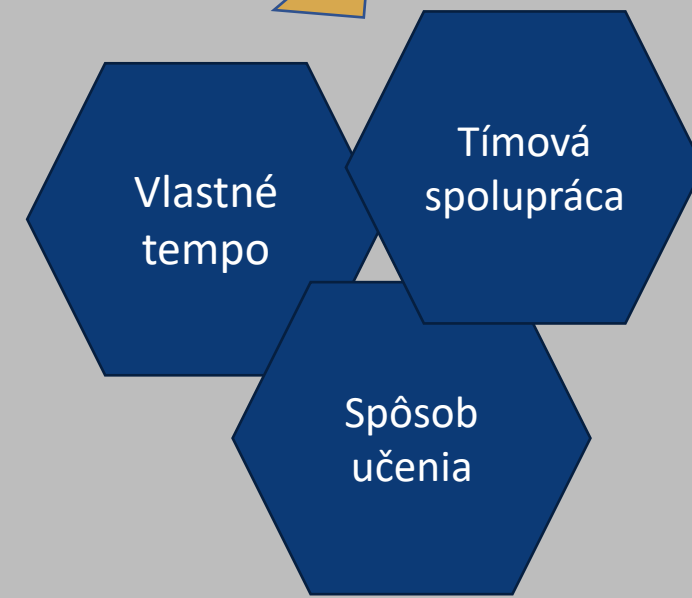 Vlastné
tempo
Tímová
spolupráca
Spôsob
učenia